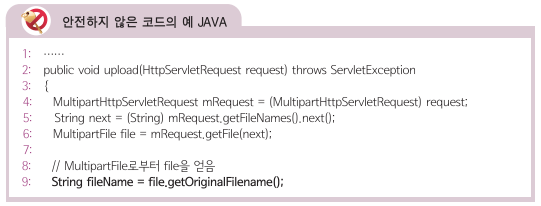 안전하지 않은 코드의 예 JAVA
1: ……
2: public void upload(HttpServletRequest request) throws ServletException
3: {
4: MultipartHttpServletRequest mRequest = (MultipartHttpServletRequest) request;
5: String next = (String) mRequest.getFileNames().next();
6: MultipartFile file = mRequest.getFile(next);
7:
8: // MultipartFile로부터 file을 얻음
9: String fileName = file.getOriginalFilename();